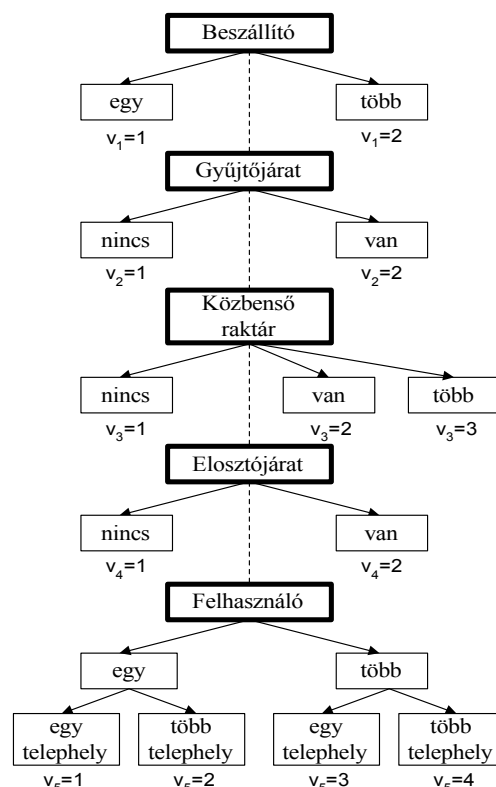 Beszállító
egy
több
v₁=1
v₁=2
Gyűjtőjárat
nincs
van
v₂=1
v₂=2
Közbenső
raktár
nincs
van
több
v₃=1
v₃=2
v₃=3
Elosztójárat
nincs
van
v₄=1
v₄=2
Felhasználó
egy
több
egy
telephely
több
telephely
egy
telephely
több
telephely
v₅=1
v₅=2
v₅=3
v₅=4